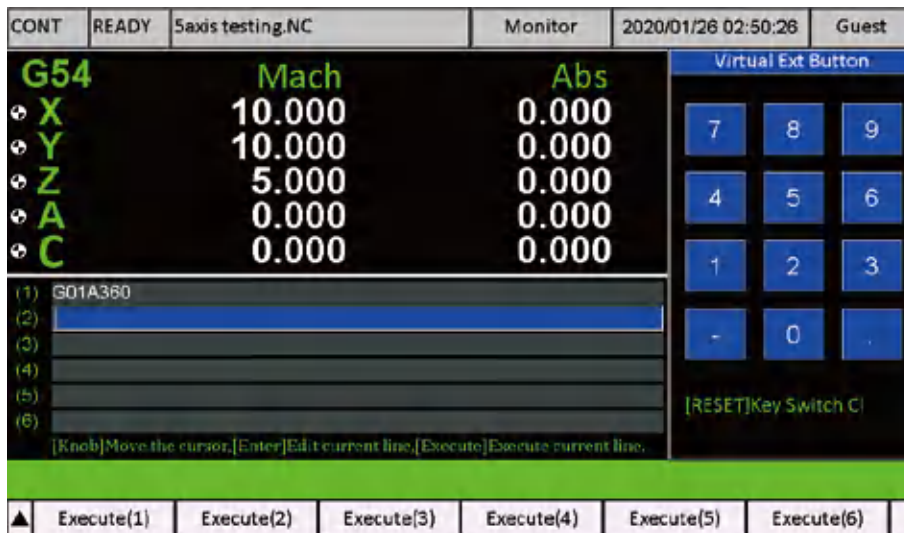 CONT READY 5axis testing.NC Monitor 2020/01/26 02:50:26 Guest
G54 Mach Abs
X 10.000 0.000
Y 10.000 0.000
Z 5.000 0.000
A 0.000 0.000
C 0.000 0.000
(1) G01A360
(2)
(3)
(4)
(5)
(6)
[Knob]Move the cursor,[Enter]Edit current line,[Execute]Execute current line.
Virtual Ext Button
7 8 9
4 5 6
1 2 3
- 0 .
[RESET]Key Switch C
▲ Execute(1) Execute(2) Execute(3) Execute(4) Execute(5) Execute(6)